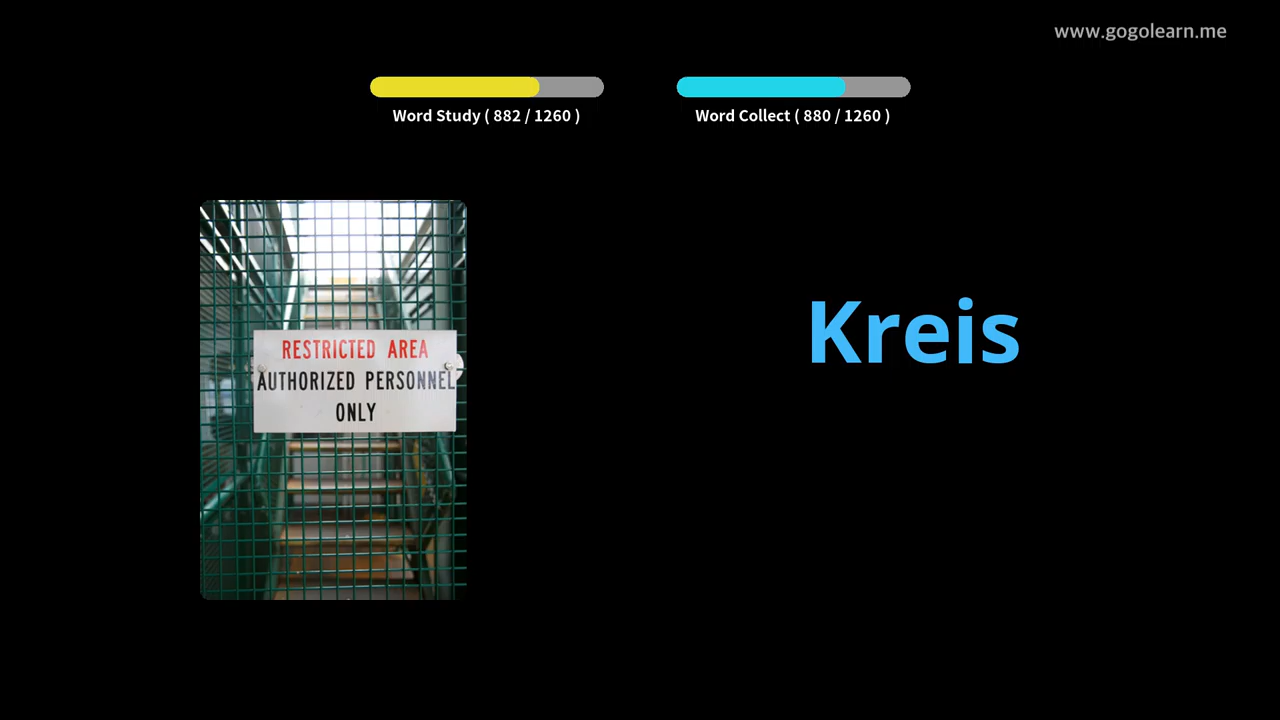 www.gogolearn.me
Word Study ( 882 / 1260 )
Word Collect ( 880 / 1260 )
RESTRICTED AREA
AUTHORIZED PERSONNEL
ONLY
Kreis